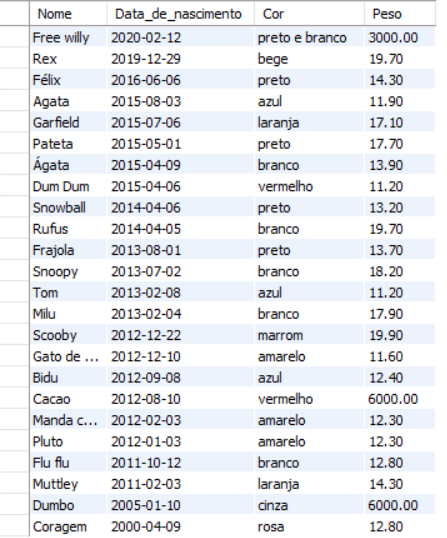 Nome Data_de_nascimento Cor Peso
Free willy 2020-02-12 preto e branco 3000.00
Rex 2019-12-29 bege 19.70
Félix 2016-06-06 preto 14.30
Agata 2015-08-03 azul 11.90
Garfield 2015-07-06 laranja 17.10
Pateta 2015-05-01 preto 17.70
Ágata 2015-04-09 branco 13.90
Dum Dum 2015-04-06 vermelho 11.20
Snowball 2014-04-06 preto 13.20
Rufus 2014-04-05 branco 19.70
Frajola 2013-08-01 preto 13.70
Snoopy 2013-07-02 branco 18.20
Tom 2013-02-08 azul 11.20
Milu 2013-02-04 branco 17.90
Scooby 2012-12-22 marrom 19.90
Gato de ... 2012-12-10 amarelo 11.60
Bidu 2012-09-08 azul 12.40
Cacao 2012-08-10 vermelho 6000.00
Manda c... 2012-02-03 amarelo 12.30
Pluto 2012-01-03 amarelo 12.30
Flu flu 2011-10-12 branco 12.80
Muttley 2011-02-03 laranja 14.30
Dumbo 2005-01-10 cinza 6000.00
Coragem 2000-04-09 rosa 12.80